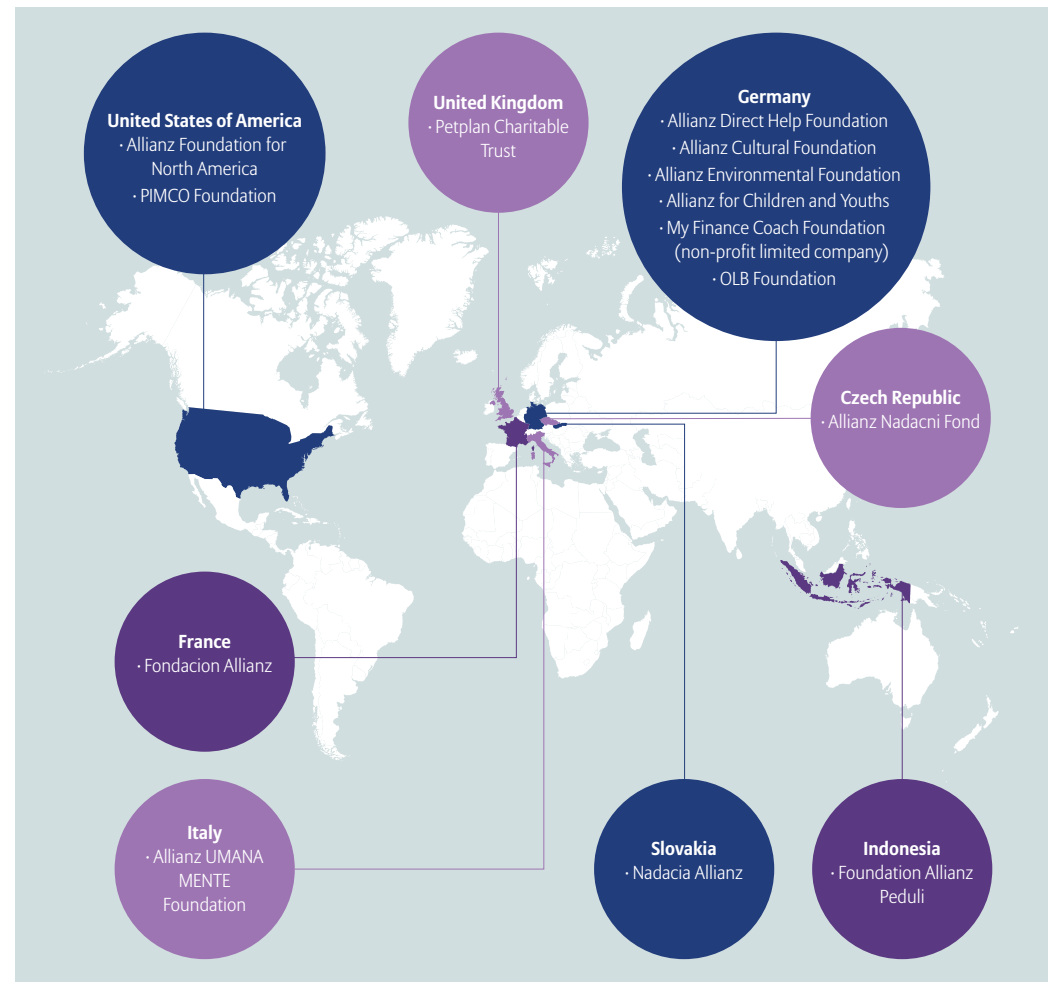 United States of America
· Allianz Foundation for
North America
· PIMCO Foundation
United Kingdom
· Petplan Charitable
Trust
Germany
· Allianz Direct Help Foundation
· Allianz Cultural Foundation
· Allianz Environmental Foundation
· Allianz for Children and Youths
· My Finance Coach Foundation
(non-profit limited company)
· OLB Foundation
Czech Republic
· Allianz Nadacni Fond
France
· Fondacion Allianz
Italy
· Allianz UMANA
MENTE
Foundation
Slovakia
· Nadacia Allianz
Indonesia
· Foundation Allianz
Peduli